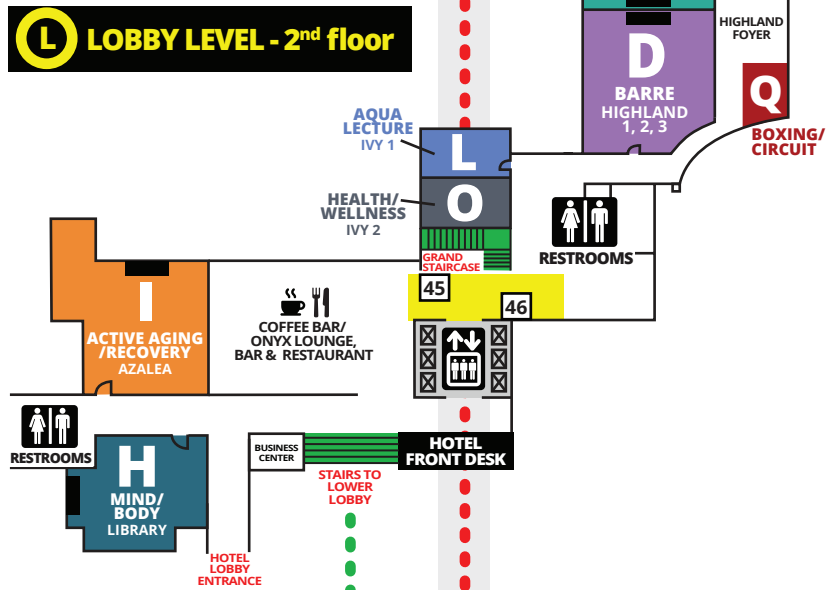 L LOBBY LEVEL - 2nd floor
HIGHLAND
FOYER
D
BARRE
HIGHLAND
1, 2, 3
Q
BOXING/
CIRCUIT
AQUA
LECTURE
IVY 1
L
HEALTH/
WELLNESS
IVY 2
O
RESTROOMS
GRAND
STAIRCASE
45
46
I
ACTIVE AGING
/RECOVERY
AZALEA
COFFEE BAR/
ONYX LOUNGE,
BAR & RESTAURANT
RESTROOMS
H
MIND/
BODY
LIBRARY
BUSINESS
CENTER
HOTEL
FRONT DESK
STAIRS TO
LOWER
LOBBY
HOTEL
LOBBY
ENTRANCE